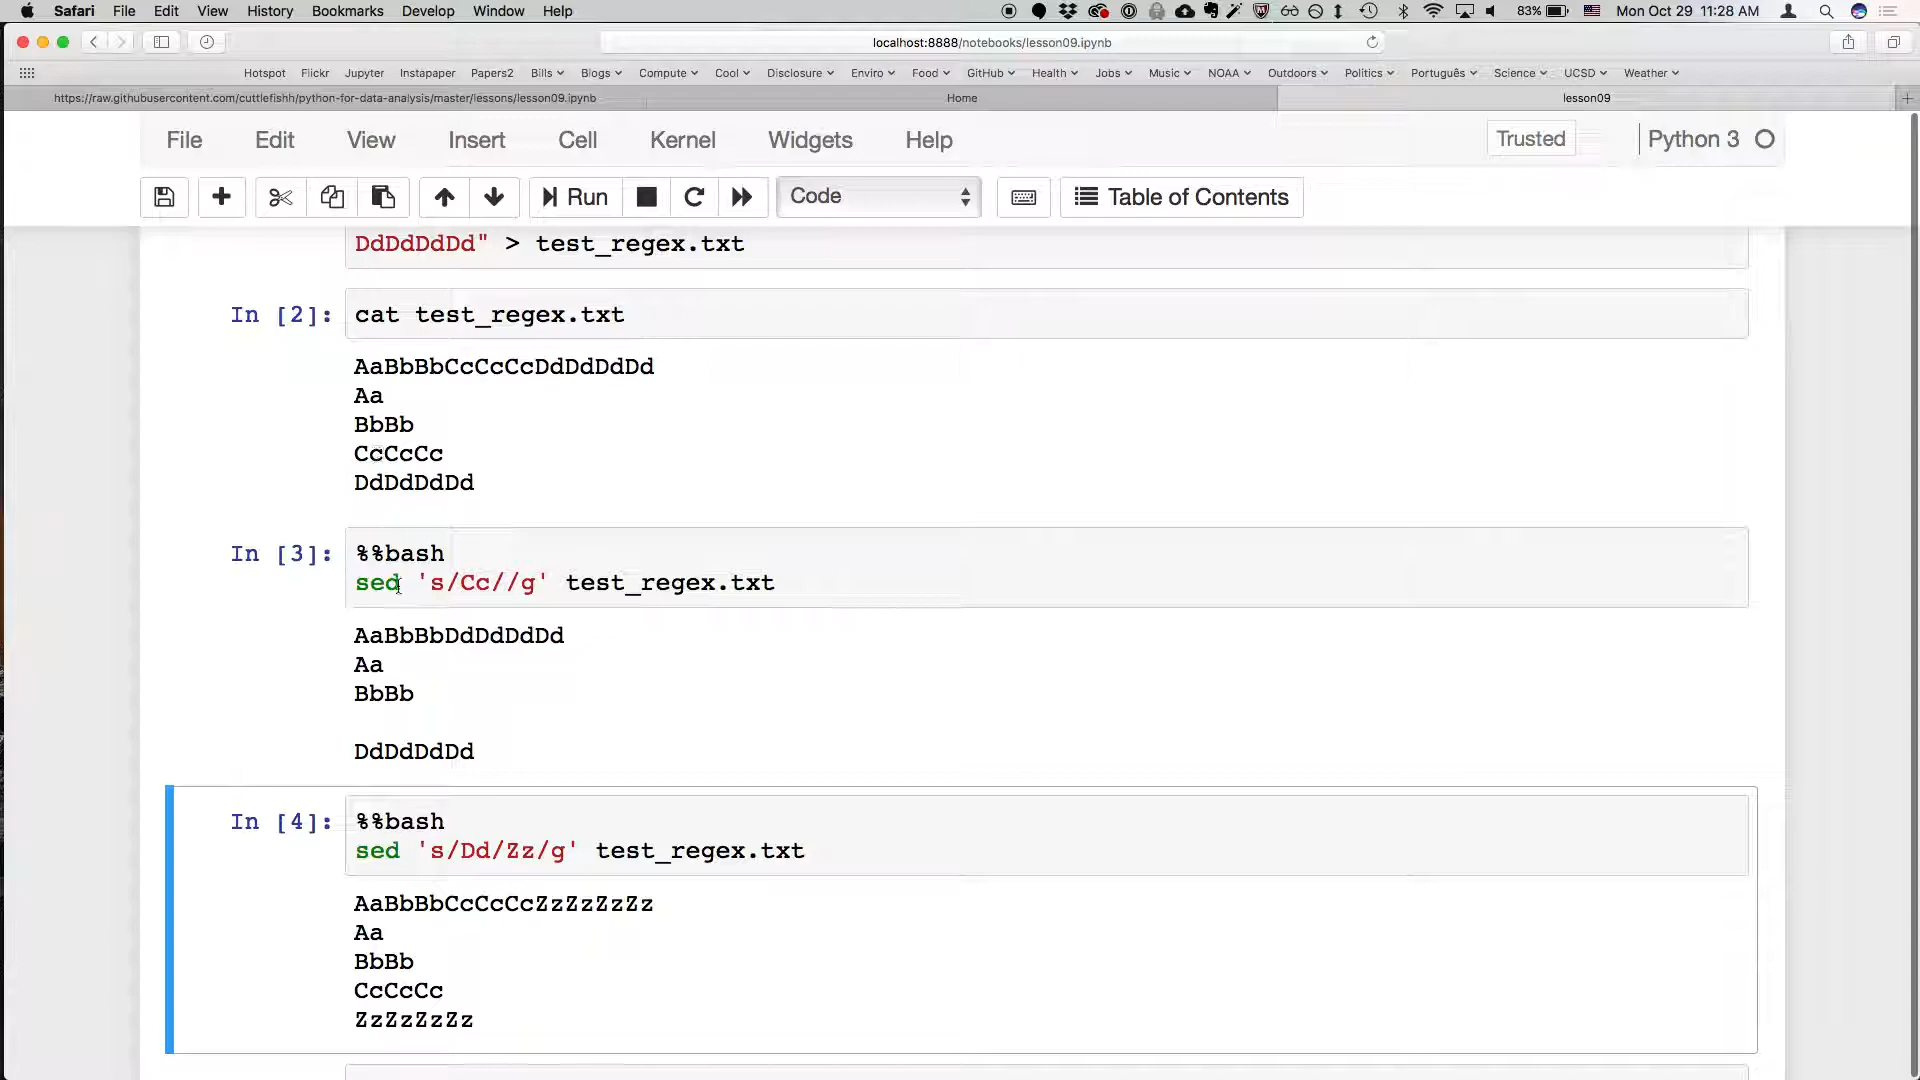 Safari File Edit View History Bookmarks Develop Window Help 83% Mon Oct 29 11:28 AM
localhost:8888/notebooks/lesson09.ipynb
Hotspot Flickr Jupyter Instapaper Papers2 Bills Blogs Compute Cool Disclosure Enviro Food GitHub Health Jobs Music NOAA Outdoors Politics Português Science UCSD Weather
https://raw.githubusercontent.com/cuttlefishh/python-for-data-analysis/master/lessons/lesson09.ipynb Home lesson09
File Edit View Insert Cell Kernel Widgets Help Trusted Python 3
Run Code Table of Contents
DdDdDdDd" > test_regex.txt
In [2]: cat test_regex.txt
AaBbBbCcCcCcDdDdDdDd
Aa
BbBb
CcCcCc
DdDdDdDd
In [3]: %%bash
sed 's/Cc//g' test_regex.txt
AaBbBbDdDdDdDd
Aa
BbBb
DdDdDdDd
In [4]: %%bash
sed 's/Dd/Zz/g' test_regex.txt
AaBbBbCcCcCcZzZzZzZz
Aa
BbBb
CcCcCc
ZzZzZzZz